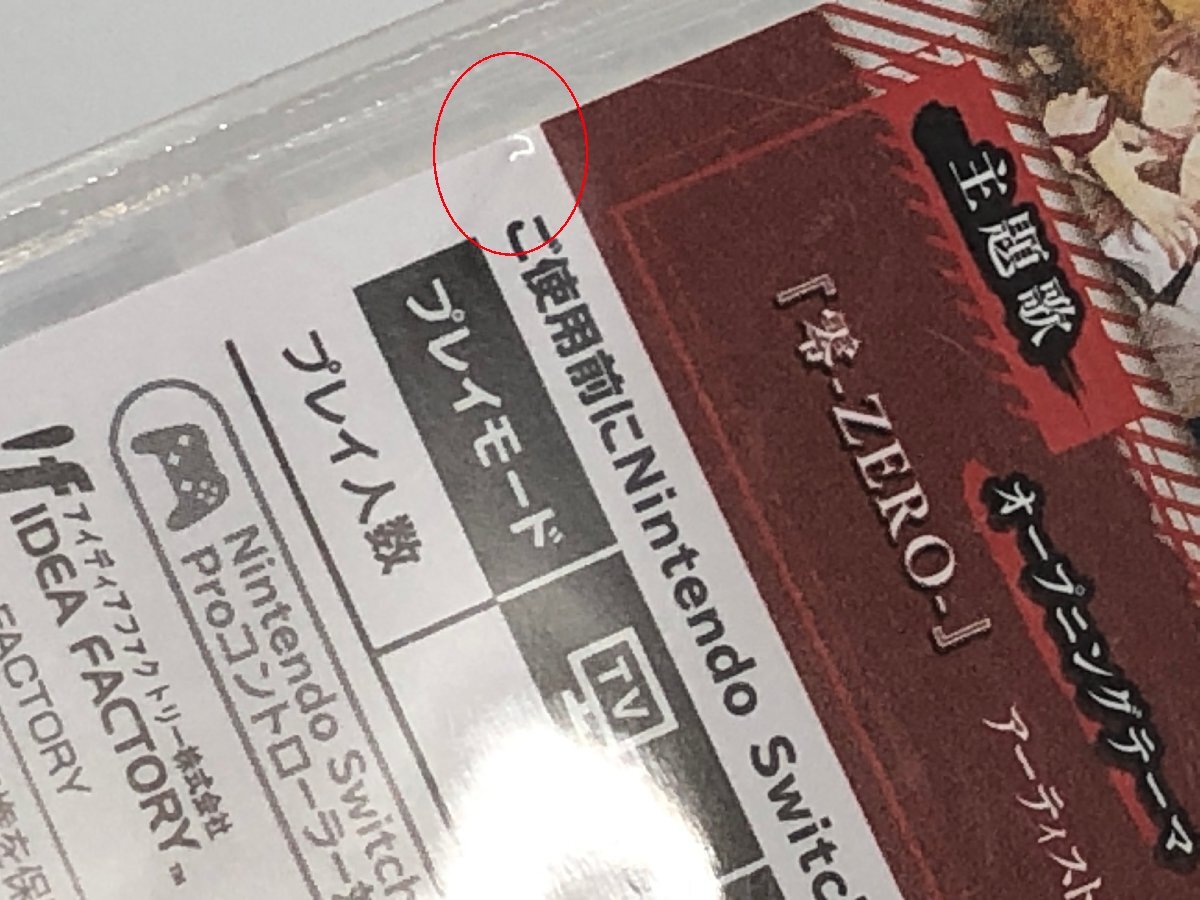 主題歌
オープニングテーマ
『零-ZERO-』
アーティスト
ご使用前にNintendo Switch
プレイモード
TV
プレイ人数
Nintendo Switch
Proコントローラー
アイディアファクトリー株式会社
IDEA FACTORY™
FACTORY
を保